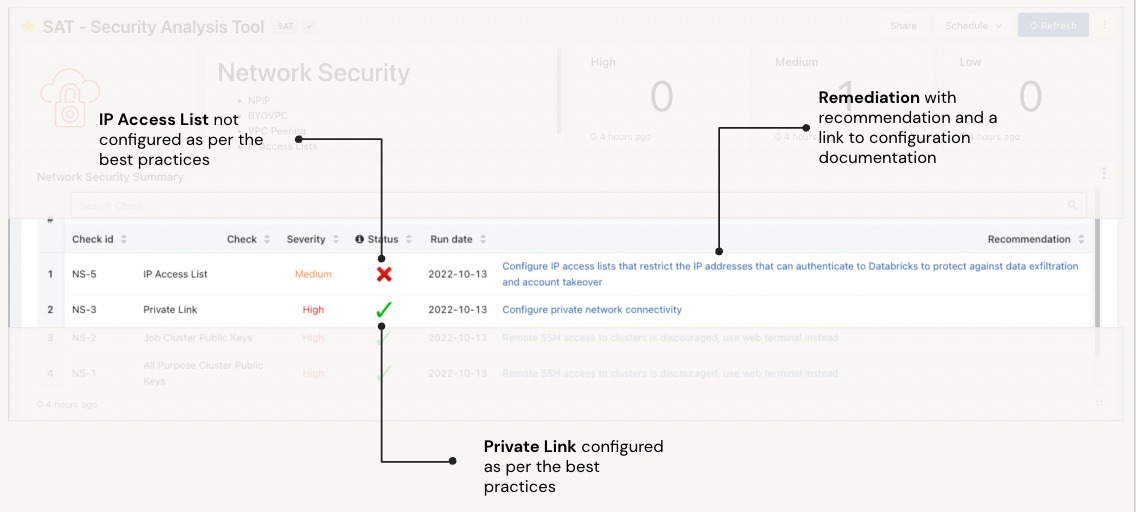 SAT - Security Analysis Tool
SAT
Share
Schedule
Refresh
Network Security
NPIP
BYOVPC
VPC Peering
IP Access Lists
High
0
4 hours ago
Medium
1
4 hours ago
Low
0
4 hours ago
IP Access List not
configured as per the
best practices
Remediation with
recommendation and a
link to configuration
documentation
Network Security Summary
Search Check...
#
Check id Check Severity Status Run date Recommendation
1 NS-5 IP Access List Medium 2022-10-13 Configure IP access lists that restrict the IP addresses that can authenticate to Databricks to protect against data exfiltration
and account takeover
2 NS-3 Private Link High 2022-10-13 Configure private network connectivity
3 NS-2 Job Cluster Public Keys High 2022-10-13 Remote SSH access to clusters is discouraged, use web terminal instead
4 NS-1 All Purpose Cluster Public
Keys High 2022-10-13 Remote SSH access to clusters is discouraged, use web terminal instead
4 hours ago
Private Link configured
as per the best
practices